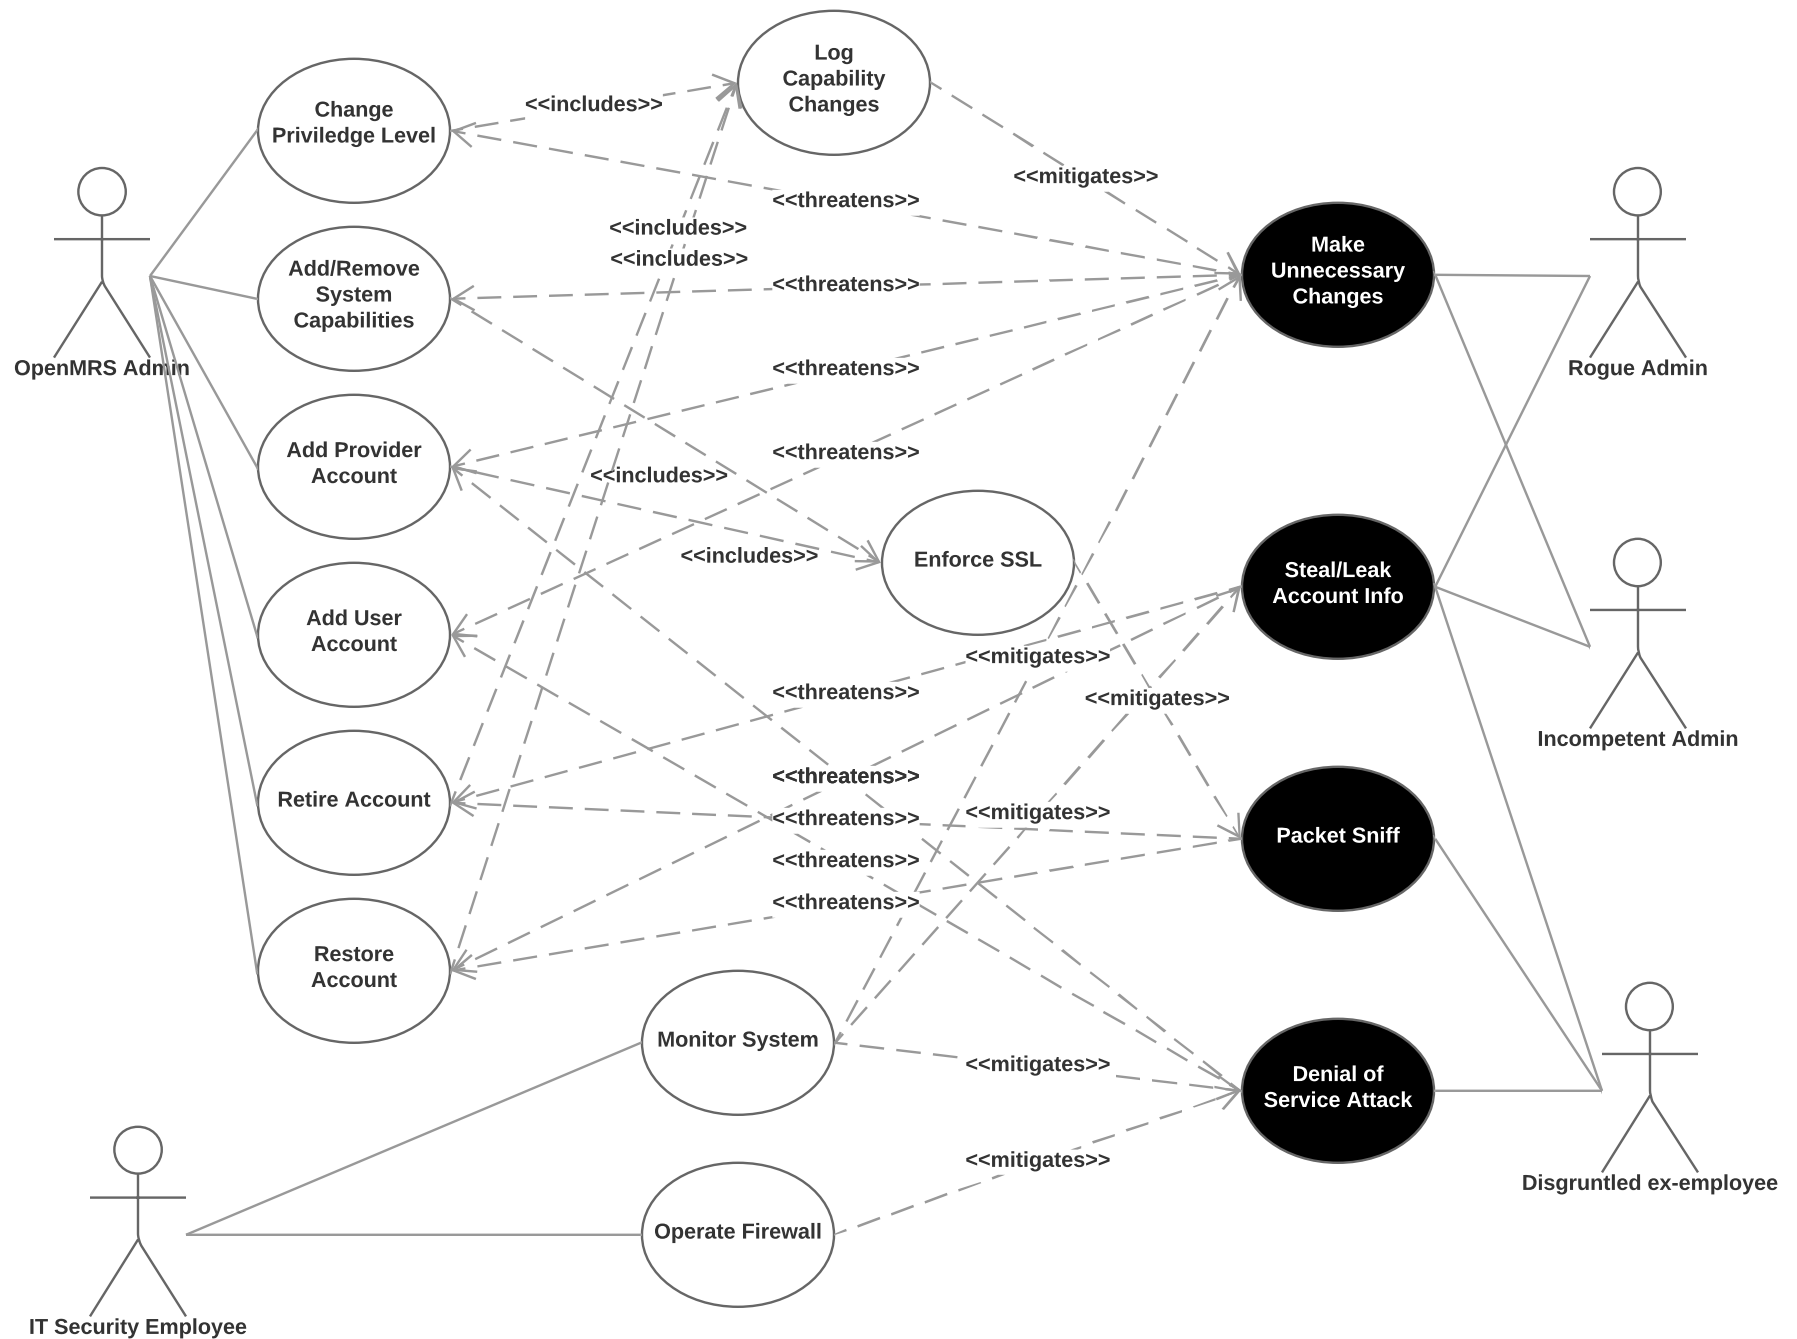 Log
Capability
Changes
Change
Priviledge Level
<<includes>>
<<mitigates>>
<<threatens>>
<<includes>>
<<includes>>
Make
Unnecessary
Changes
Add/Remove
System
Capabilities
<<threatens>>
OpenMRS Admin
<<threatens>>
Rogue Admin
Add Provider
Account
<<threatens>>
<<includes>>
<<includes>>
Enforce SSL
Steal/Leak
Account Info
Add User
Account
<<mitigates>>
<<threatens>>
<<mitigates>>
Incompetent Admin
<<threatens>>
Retire Account
<<threatens>>
<<mitigates>>
Packet Sniff
<<threatens>>
<<threatens>>
Restore
Account
Monitor System
<<mitigates>>
Denial of
Service Attack
<<mitigates>>
Disgruntled ex-employee
Operate Firewall
IT Security Employee